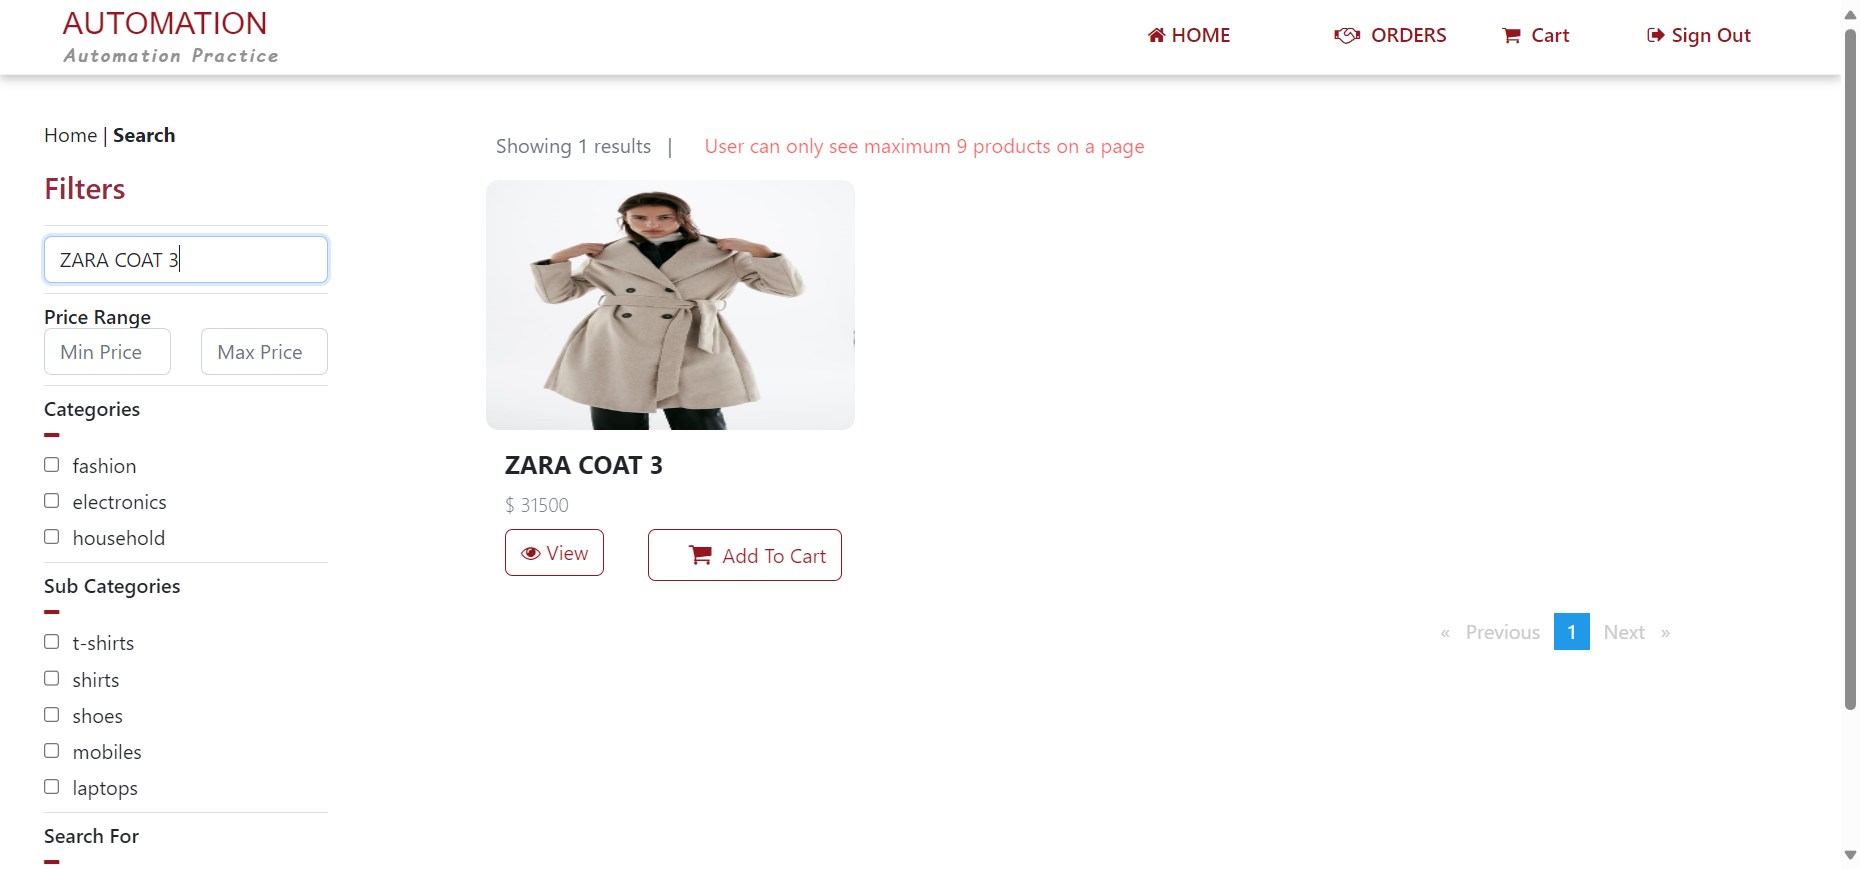 AUTOMATION
Automation Practice
HOME
ORDERS
Cart
Sign Out
Home | Search
Filters
ZARA COAT 3
Price Range
Min Price
Max Price
Categories
fashion
electronics
household
Sub Categories
t-shirts
shirts
shoes
mobiles
laptops
Search For
Showing 1 results |
User can only see maximum 9 products on a page
ZARA COAT 3
$ 31500
View
Add To Cart
« Previous 1 Next »